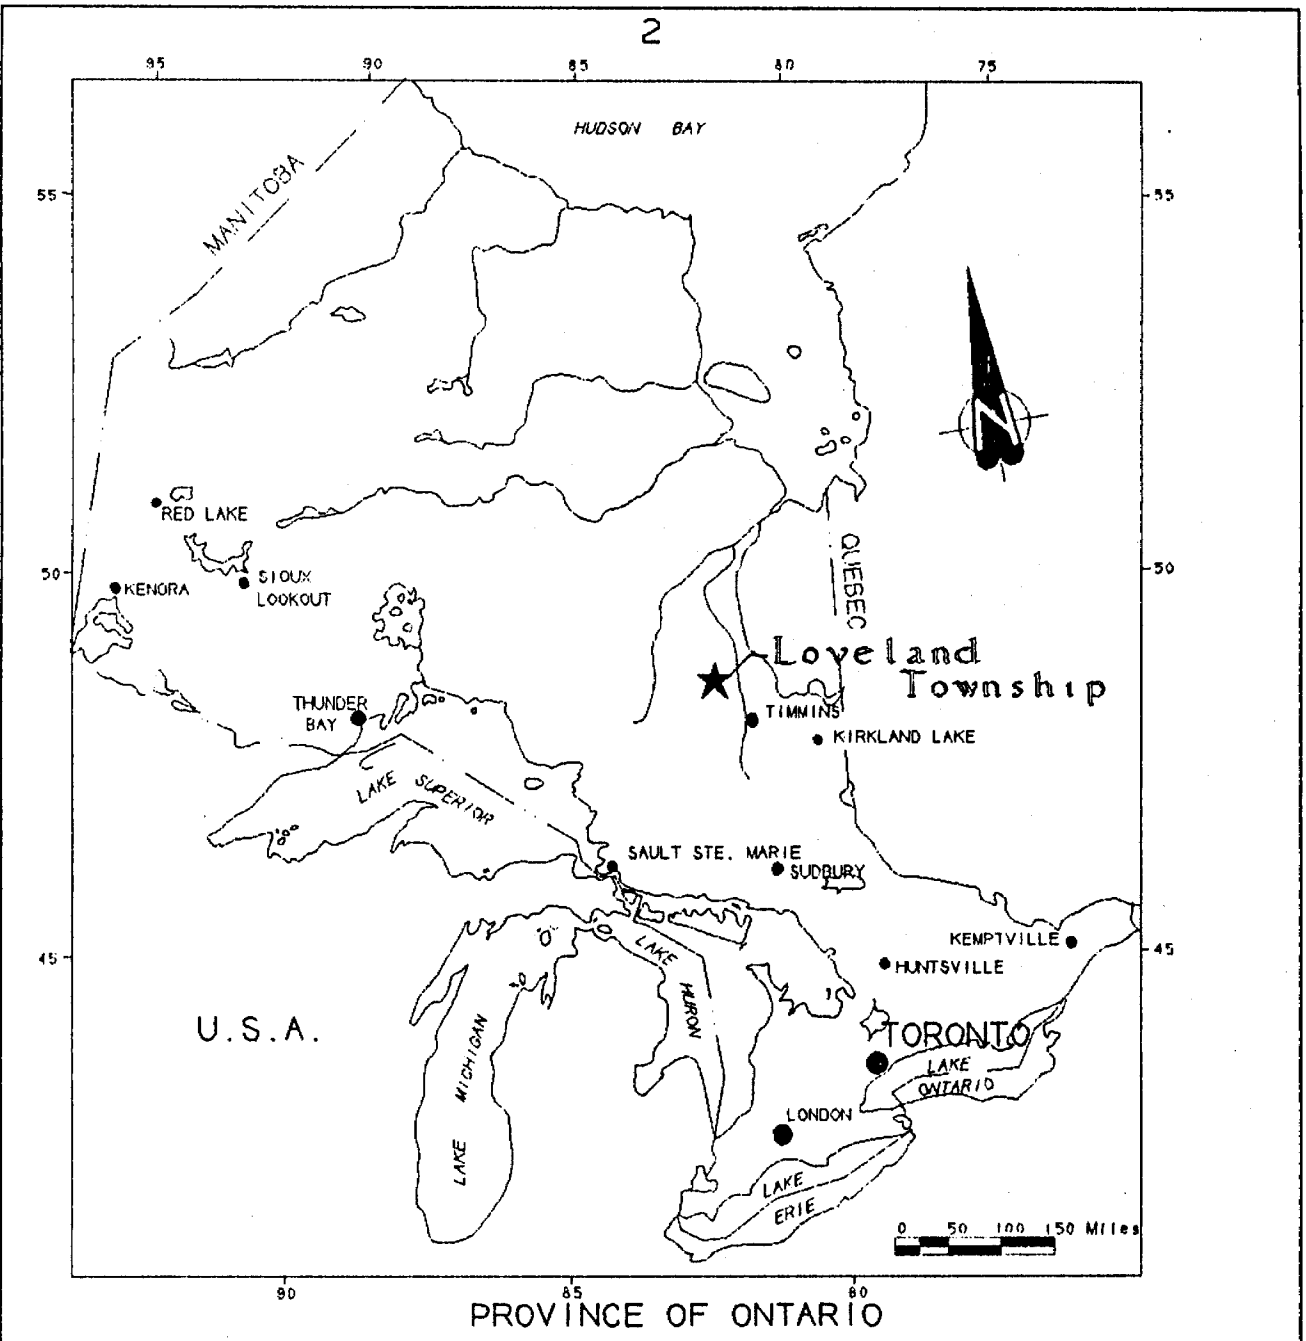 2
95 90 85 80 75
HUDSON BAY
MANITOBA
55 55
N
RED LAKE
QUEBEC
50 50
SIOUX
LOOKOUT
KENORA
Loveland
Township
THUNDER
BAY
TIMMINS
KIRKLAND LAKE
LAKE SUPERIOR
SAULT STE. MARIE
SUDBURY
KEMPTVILLE
LAKE HURON
45 45
HUNTSVILLE
U.S.A.
TORONTO
LAKE MICHIGAN
LAKE
ONTARIO
LONDON
LAKE
ERIE
0 50 100 150 Miles
90 85 80
PROVINCE OF ONTARIO